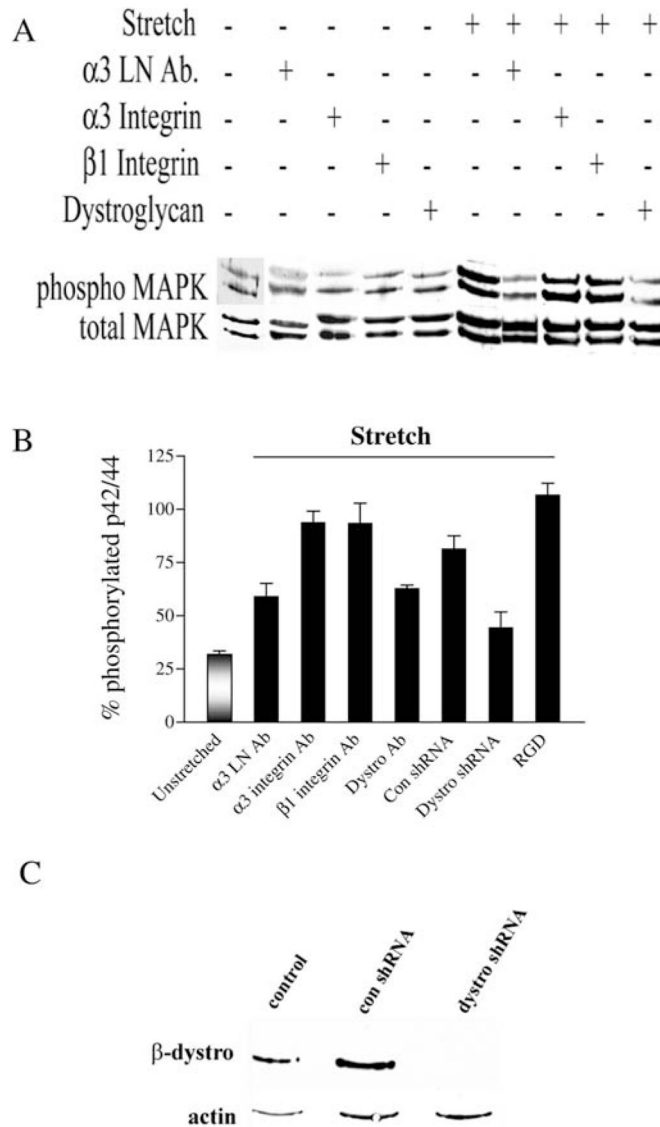 A
Stretch - - - - - + + + + +
α3 LN Ab. - + - - - - + - - -
α3 Integrin - - + - - - - + - -
β1 Integrin - - - + - - - - + -
Dystroglycan - - - - + - - - - +
phospho MAPK
total MAPK
B
Stretch
% phosphorylated p42/44
125
100
75
50
25
0
Unstretched
α3 LN Ab
α3 integrin Ab
β1 integrin Ab
Dystro Ab
Con shRNA
Dystro shRNA
RGD
C
control
con shRNA
dystro shRNA
β-dystro
actin